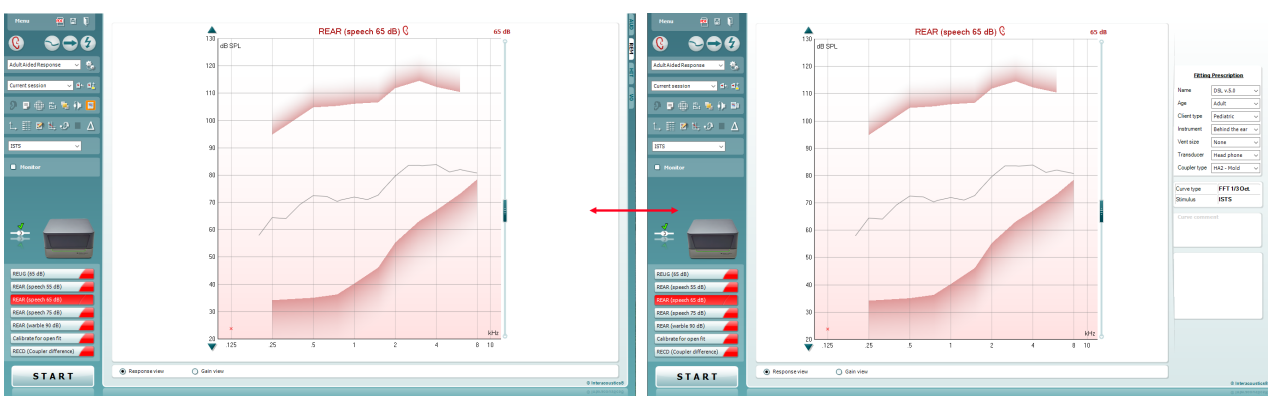 Menu
REAR (speech 65 dB)
65 dB
dB SPL
130
120
110
100
90
80
70
60
50
40
30
20
.125
.25
.5
1
2
4
8
10
kHz
Adult Aided Response
Current session
ISTS
Monitor
REUG (65 dB)
REAR (speech 55 dB)
REAR (speech 65 dB)
REAR (speech 75 dB)
REAR (warble 90 dB)
Calibrate for open fit
RECD (Coupler difference)
START
Response view
Gain view
© Interacoustics®
REM
Menu
REAR (speech 65 dB)
65 dB
dB SPL
130
120
110
100
90
80
70
60
50
40
30
20
.125
.25
.5
1
2
4
8
10
kHz
Adult Aided Response
Current session
ISTS
Monitor
REUG (65 dB)
REAR (speech 55 dB)
REAR (speech 65 dB)
REAR (speech 75 dB)
REAR (warble 90 dB)
Calibrate for open fit
RECD (Coupler difference)
START
Response view
Gain view
Fitting Prescription
Name DSL v.5.0
Age Adult
Client type Pediatric
Instrument Behind the ear
Vent size None
Transducer Head phone
Coupler type HA2 - Mold
Curve type FFT 1/3 Oct.
Stimulus ISTS
Curve comment
© Interacoustics®